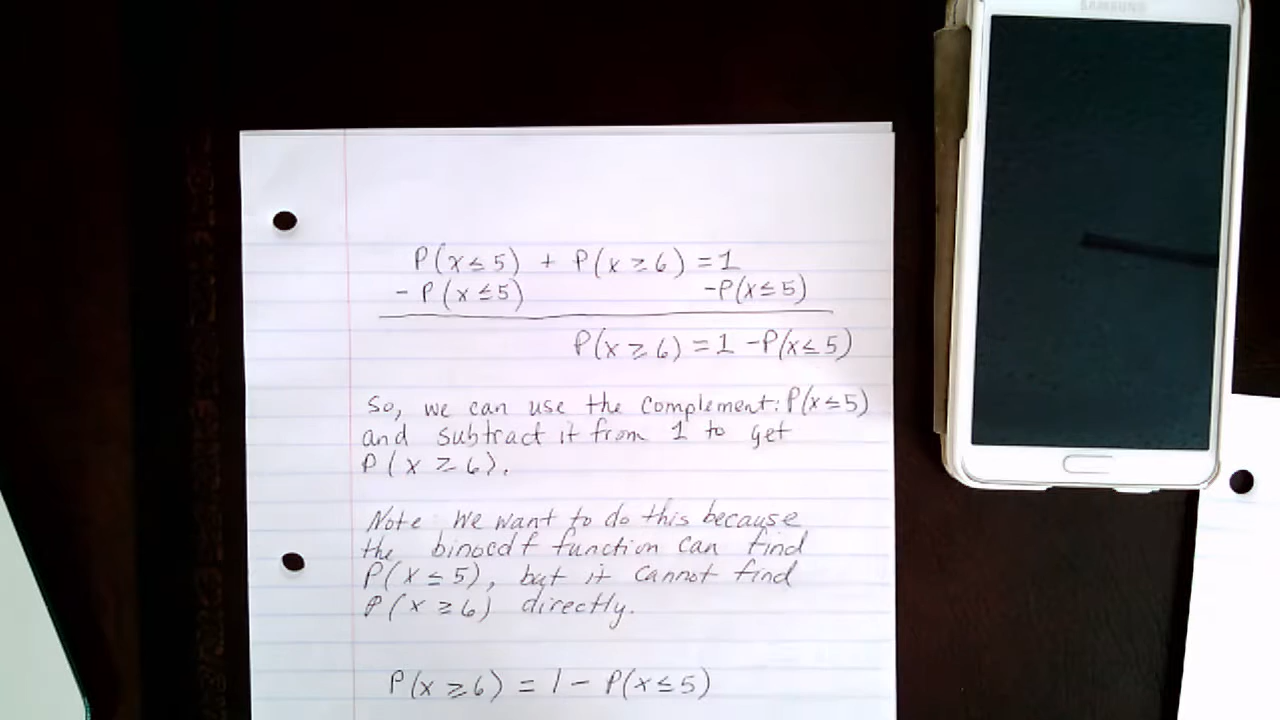 SAMSUNG
P(x≤5) + P(x≥6) =1
- P(x≤5) -P(x≤5)
P(x≥6) =1 -P(x≤5)
So, we can use the complement: P(x≤5)
and subtract it from 1 to get
P(x≥6).
Note: We want to do this because
the binocdf function can find
P(x≤5), but it cannot find
P(x≥6) directly.
P(x≥6) = 1 - P(x≤5)